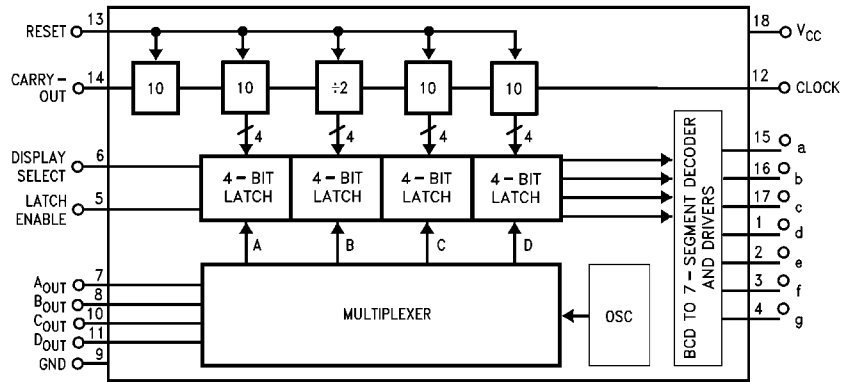 RESET 13
18 VCC
CARRY – OUT 14
10
10
÷2
10
10
12 CLOCK
4
4
4
4
DISPLAY SELECT 6
LATCH ENABLE 5
4 – BIT LATCH
4 – BIT LATCH
4 – BIT LATCH
4 – BIT LATCH
BCD TO 7 – SEGMENT DECODER AND DRIVERS
15 a
16 b
17 c
1 d
2 e
3 f
4 g
A
B
C
D
AOUT 7
BOUT 8
COUT 10
DOUT 11
GND 9
MULTIPLEXER
OSC